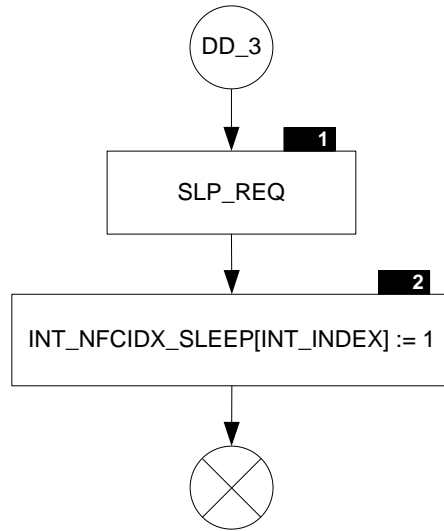 DD_3
1
SLP_REQ
2
INT_NFCIDX_SLEEP[INT_INDEX] := 1